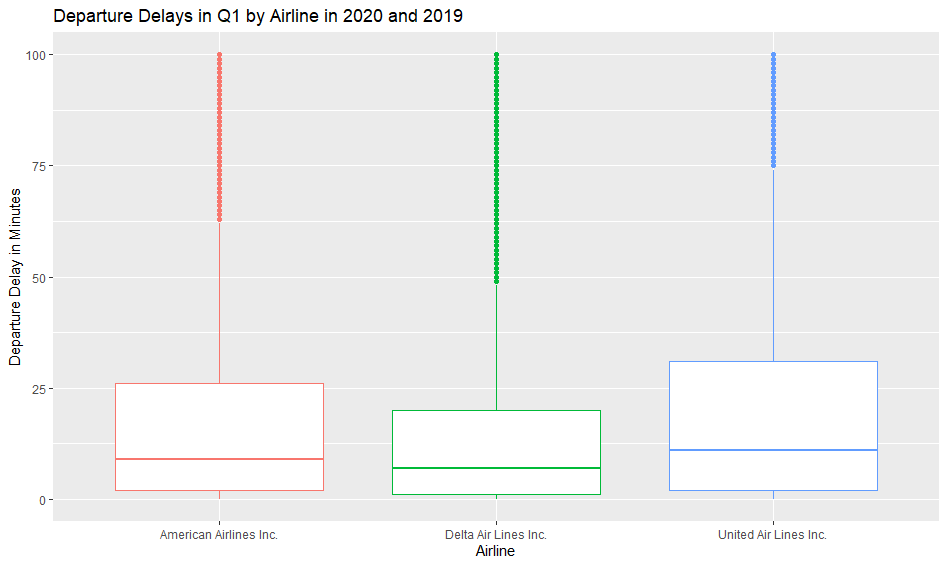 Departure Delays in Q1 by Airline in 2020 and 2019
Departure Delay in Minutes
100
75
50
25
0
American Airlines Inc.
Delta Air Lines Inc.
United Air Lines Inc.
Airline